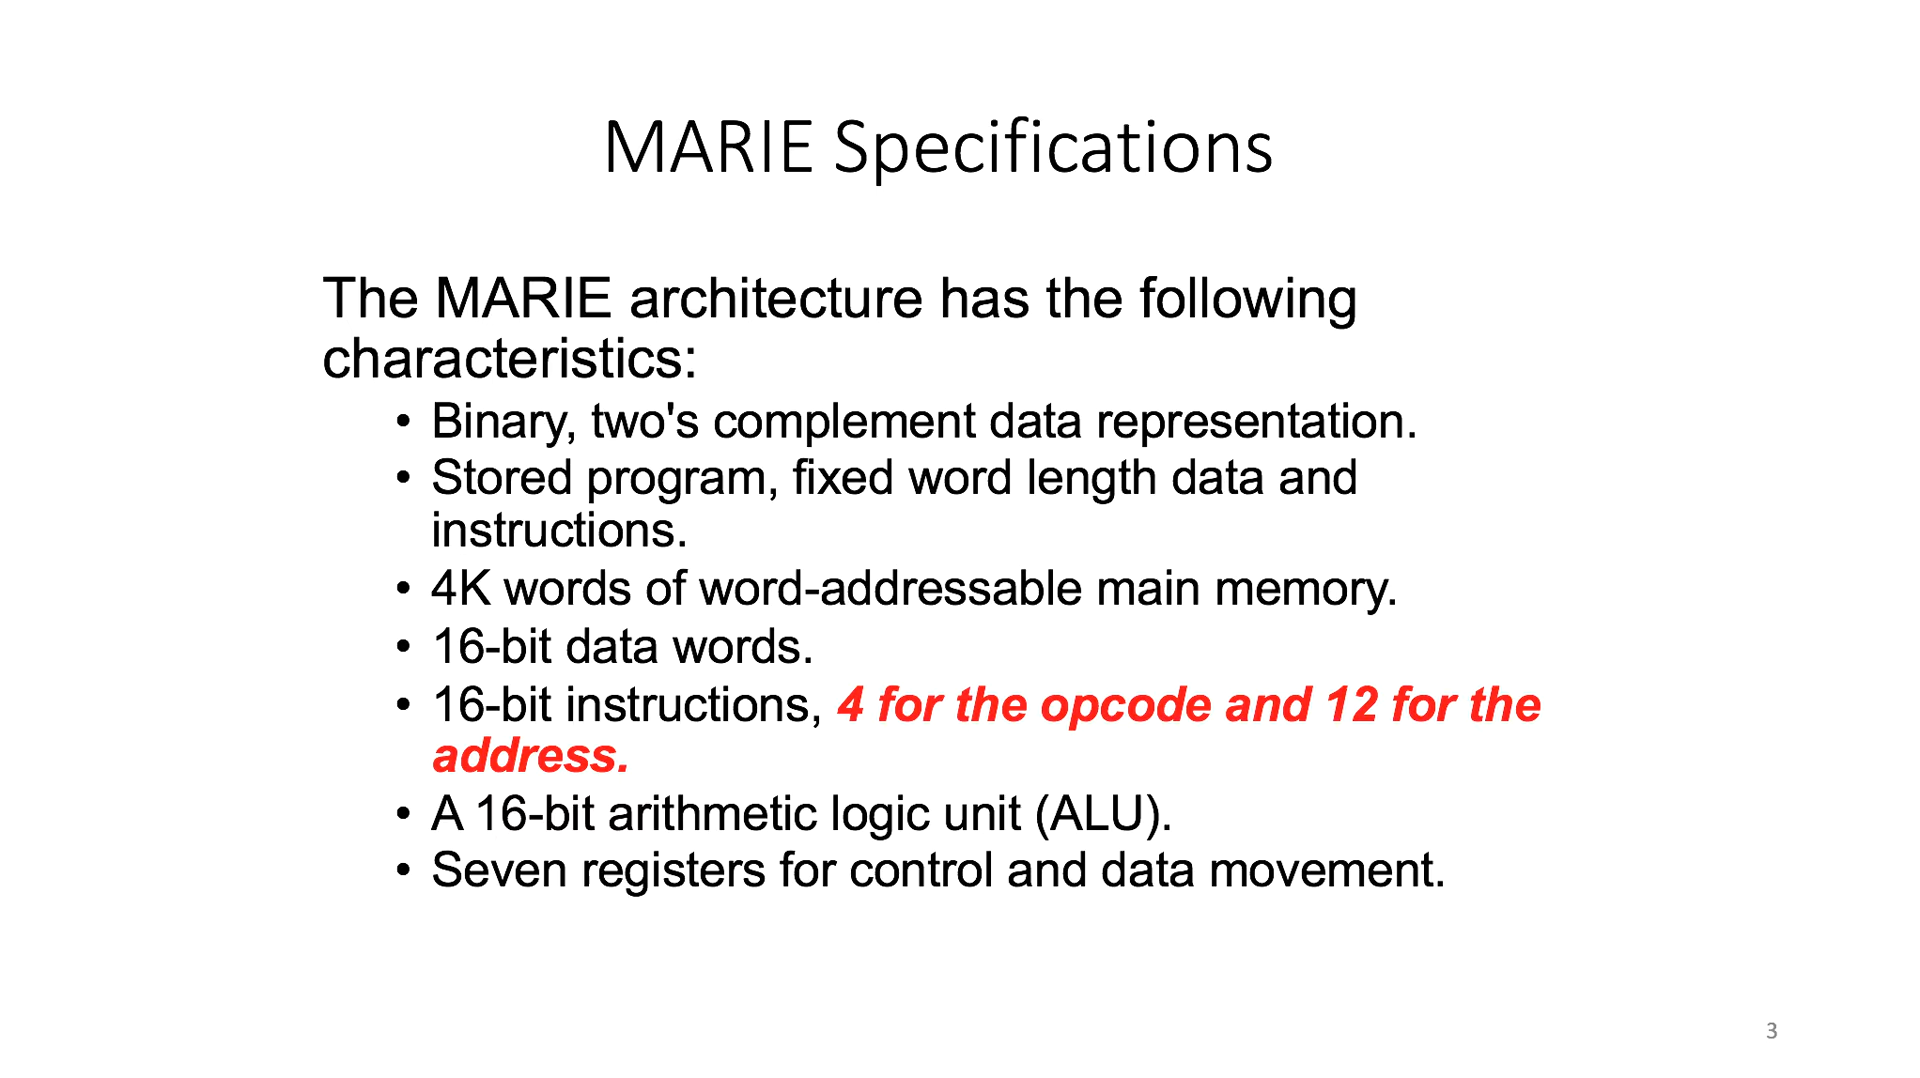 MARIE Specifications
The MARIE architecture has the following
characteristics:
• Binary, two's complement data representation.
• Stored program, fixed word length data and
instructions.
• 4K words of word-addressable main memory.
• 16-bit data words.
• 16-bit instructions, 4 for the opcode and 12 for the
address.
• A 16-bit arithmetic logic unit (ALU).
• Seven registers for control and data movement.
3